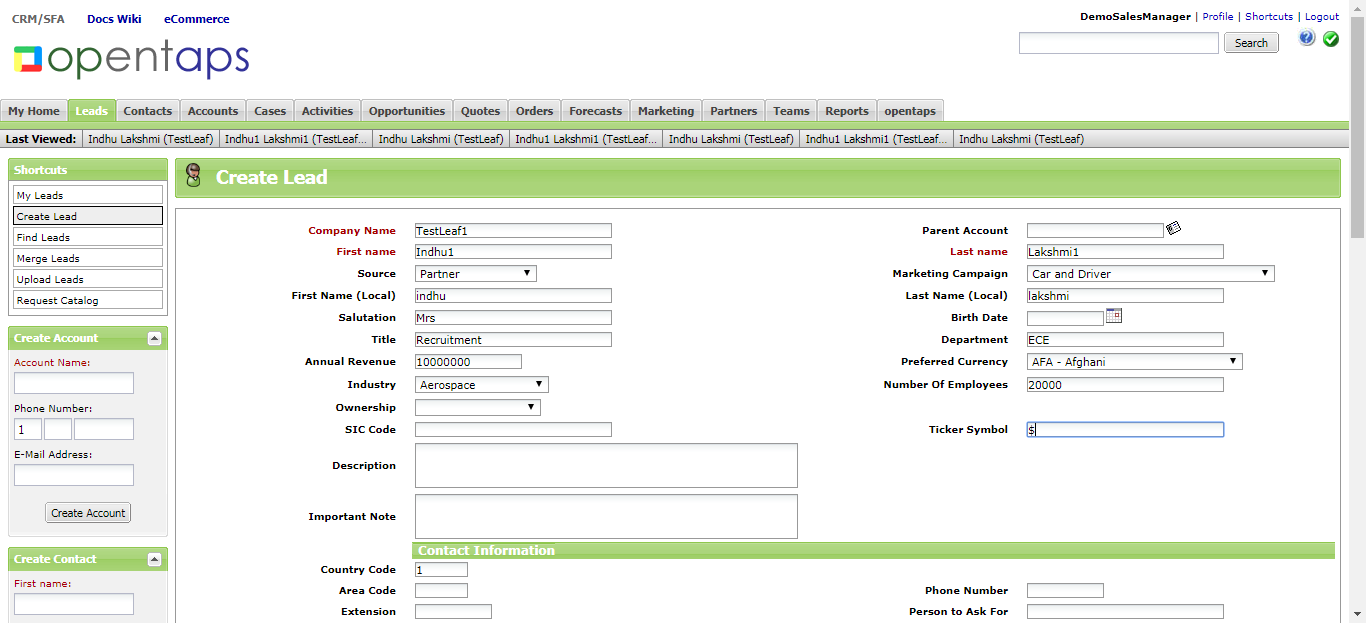 CRM/SFA Docs Wiki eCommerce
DemoSalesManager | Profile | Shortcuts | Logout
opentaps
Search
My Home Leads Contacts Accounts Cases Activities Opportunities Quotes Orders Forecasts Marketing Partners Teams Reports opentaps
Last Viewed: Indhu Lakshmi (TestLeaf) Indhu1 Lakshmi1 (TestLeaf... Indhu Lakshmi (TestLeaf) Indhu1 Lakshmi1 (TestLeaf... Indhu Lakshmi (TestLeaf) Indhu1 Lakshmi1 (TestLeaf... Indhu Lakshmi (TestLeaf)
Shortcuts
My Leads
Create Lead
Find Leads
Merge Leads
Upload Leads
Request Catalog
Create Account
Account Name:
Phone Number:
1
E-Mail Address:
Create Account
Create Contact
First name:
Create Lead
Company Name TestLeaf1 Parent Account
First name Indhu1 Last name Lakshmi1
Source Partner Marketing Campaign Car and Driver
First Name (Local) indhu Last Name (Local) lakshmi
Salutation Mrs Birth Date
Title Recruitment Department ECE
Annual Revenue 10000000 Preferred Currency AFA - Afghani
Industry Aerospace Number Of Employees 20000
Ownership
SIC Code Ticker Symbol $
Description
Important Note
Contact Information
Country Code 1
Area Code Phone Number
Extension Person to Ask For